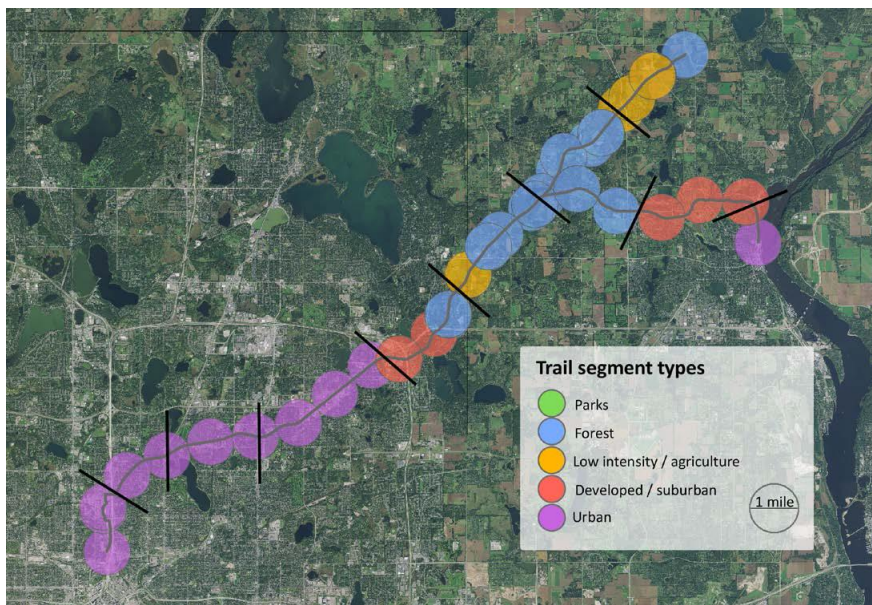 Trail segment types
Parks
Forest
Low intensity / agriculture
Developed / suburban
Urban
1 mile